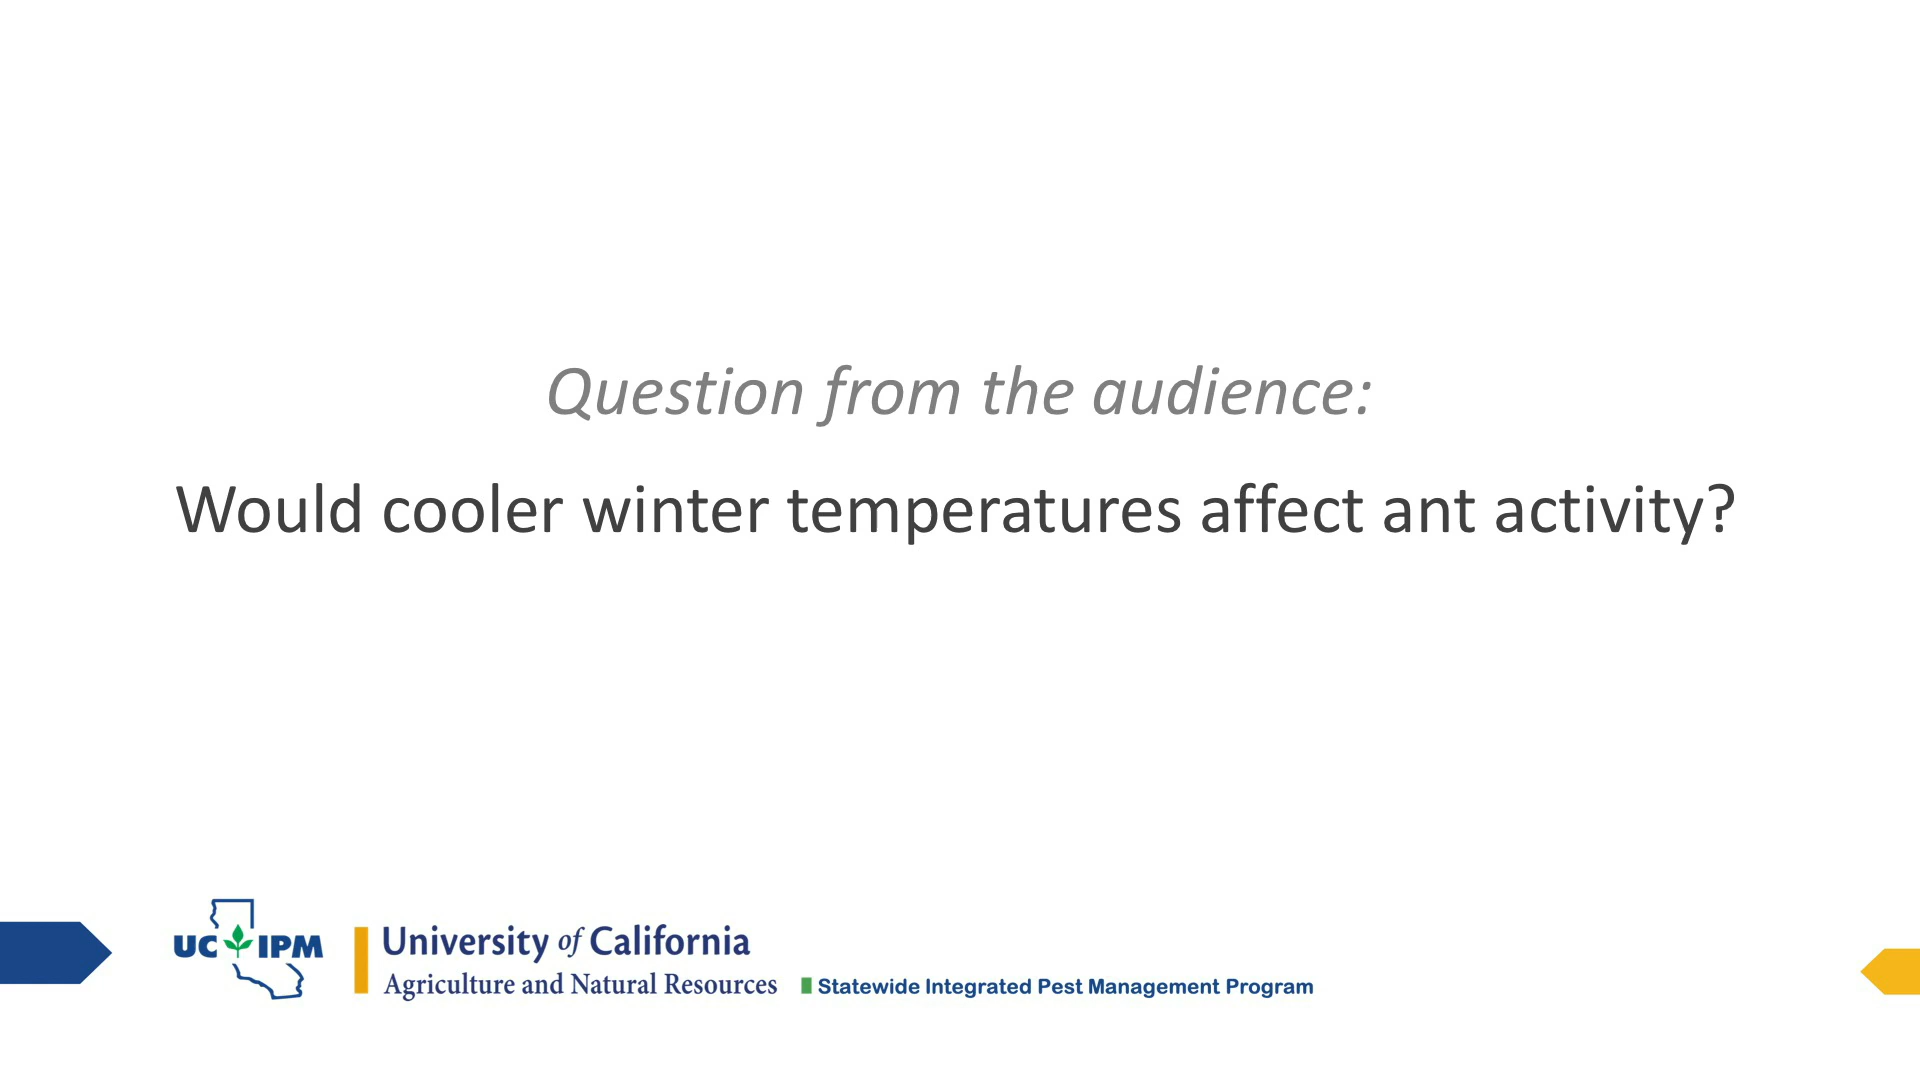 Question from the audience:
Would cooler winter temperatures affect ant activity?
UC IPM
University of California
Agriculture and Natural Resources
Statewide Integrated Pest Management Program